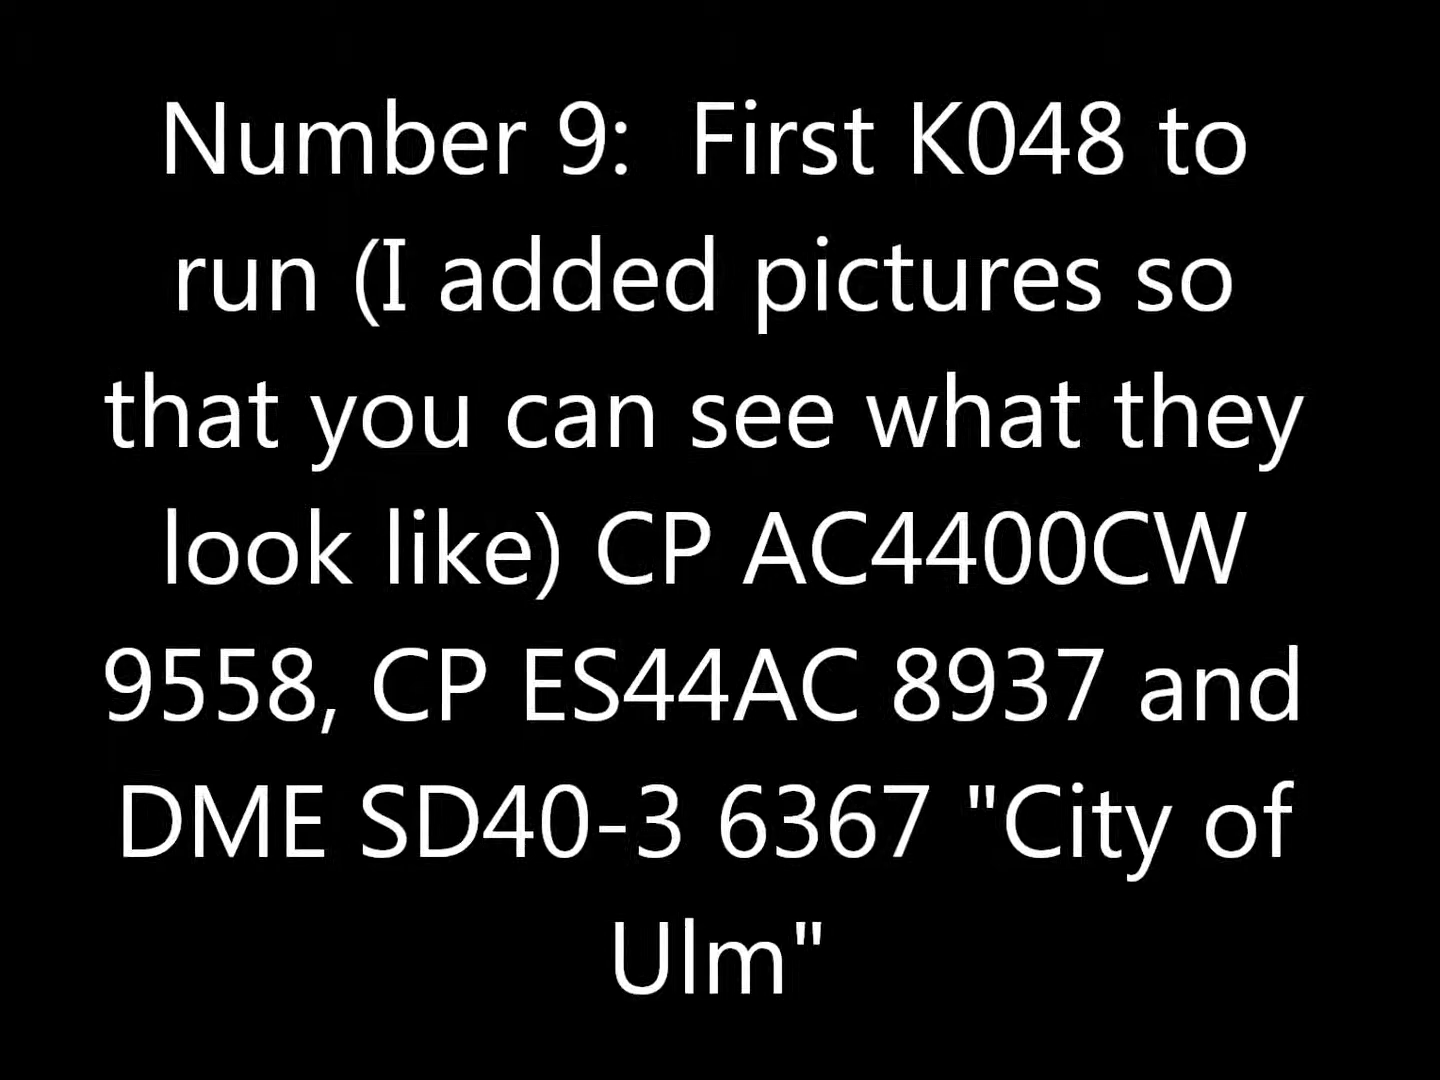 Number 9:  First K048 to
run (I added pictures so
that you can see what they
look like) CP AC4400CW
9558, CP ES44AC 8937 and
DME SD40-3 6367 "City of
Ulm"